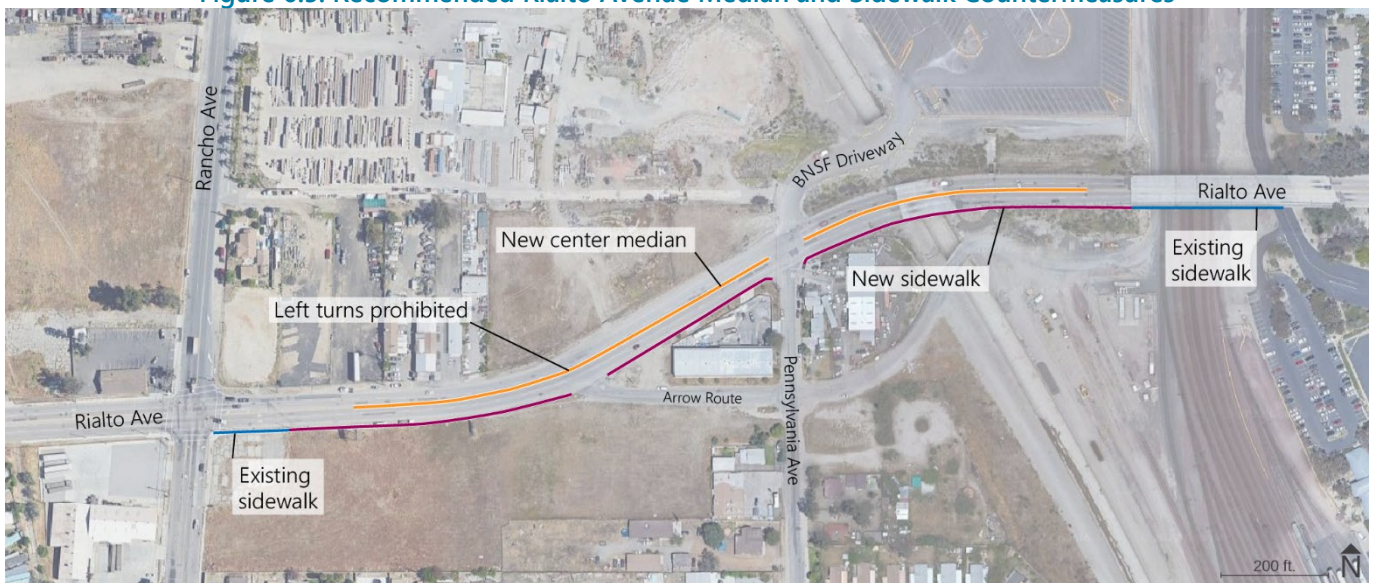 Figure 6.5: Recommended Rialto Avenue Median and Sidewalk Countermeasures
Rancho Ave
BNSF Driveway
Rialto Ave
New center median
Existing
sidewalk
New sidewalk
Left turns prohibited
Pennsylvania Ave
Arrow Route
Rialto Ave
Existing
sidewalk
200 ft.
N